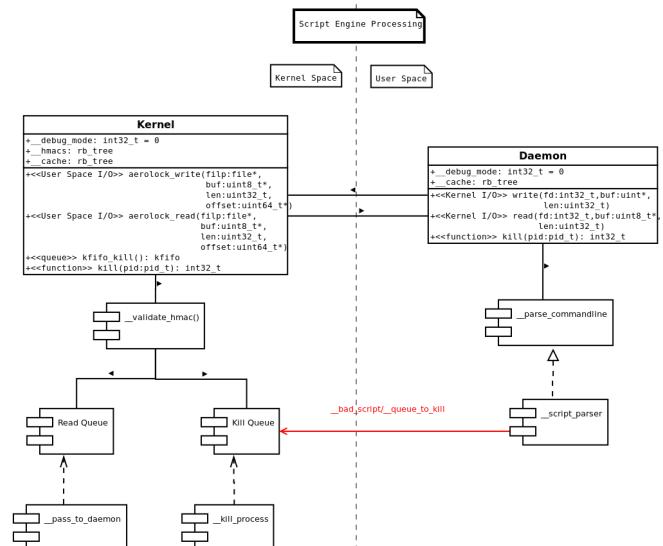 Script Engine Processing
Kernel Space
User Space
Kernel
+__debug_mode: int32_t = 0
+__hmacs: rb_tree
+__cache: rb_tree
+<<User Space I/O>> aerolock_write(filp:file*,
buf:uint8_t*,
len:uint32_t,
offset:uint64_t*)
+<<User Space I/O>> aerolock_read(filp:file*,
buf:uint8_t*,
len:uint32_t,
offset:uint64_t*)
+<<queue>> kfifo_kill(): kfifo
+<<function>> kill(pid:pid_t): int32_t
Daemon
+__debug_mode: int32_t = 0
+__cache: rb_tree
+<<Kernel I/O>> write(fd:int32_t,buf:uint*,
len:uint32_t)
+<<Kernel I/O>> read(fd:int32_t,buf:uint8_t*,
len:uint32_t)
+<<function>> kill(pid:pid_t): int32_t
__validate_hmac()
__parse_commandline
Read Queue
Kill Queue
__bad_script/__queue_to_kill
__script_parser
__pass_to_daemon
__kill_process